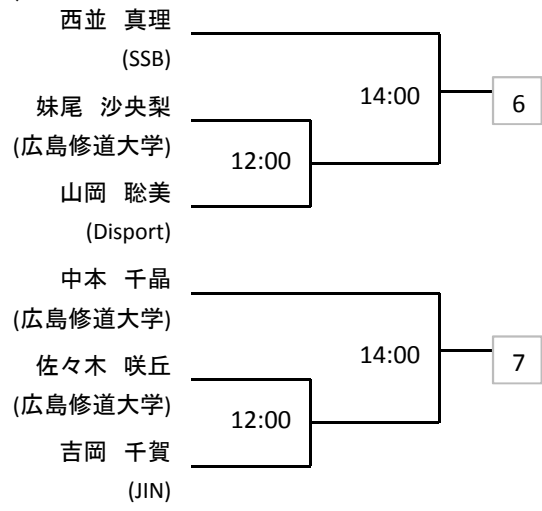 西並　真理
(SSB)
14:00
6
妹尾　沙央梨
(広島修道大学)
12:00
山岡　聡美
(Disport)
中本　千晶
(広島修道大学)
14:00
7
佐々木　咲丘
(広島修道大学)
12:00
吉岡　千賀
(JIN)